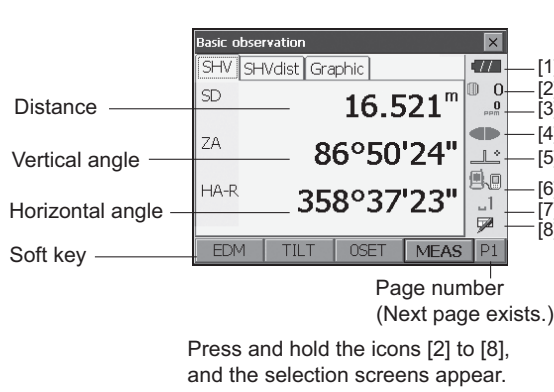 Basic observation
SHV SHVdist Graphic
[1
Distance SD 16.521m 0 [2
0 ppm [3
[4
Vertical angle ZA 86°50'24" [5
[6
Horizontal angle HA-R 358°37'23" 1 [7
[8
Soft key EDM TILT 0SET MEAS P1
Page number
(Next page exists.)
Press and hold the icons [2] to [8],
and the selection screens appear.